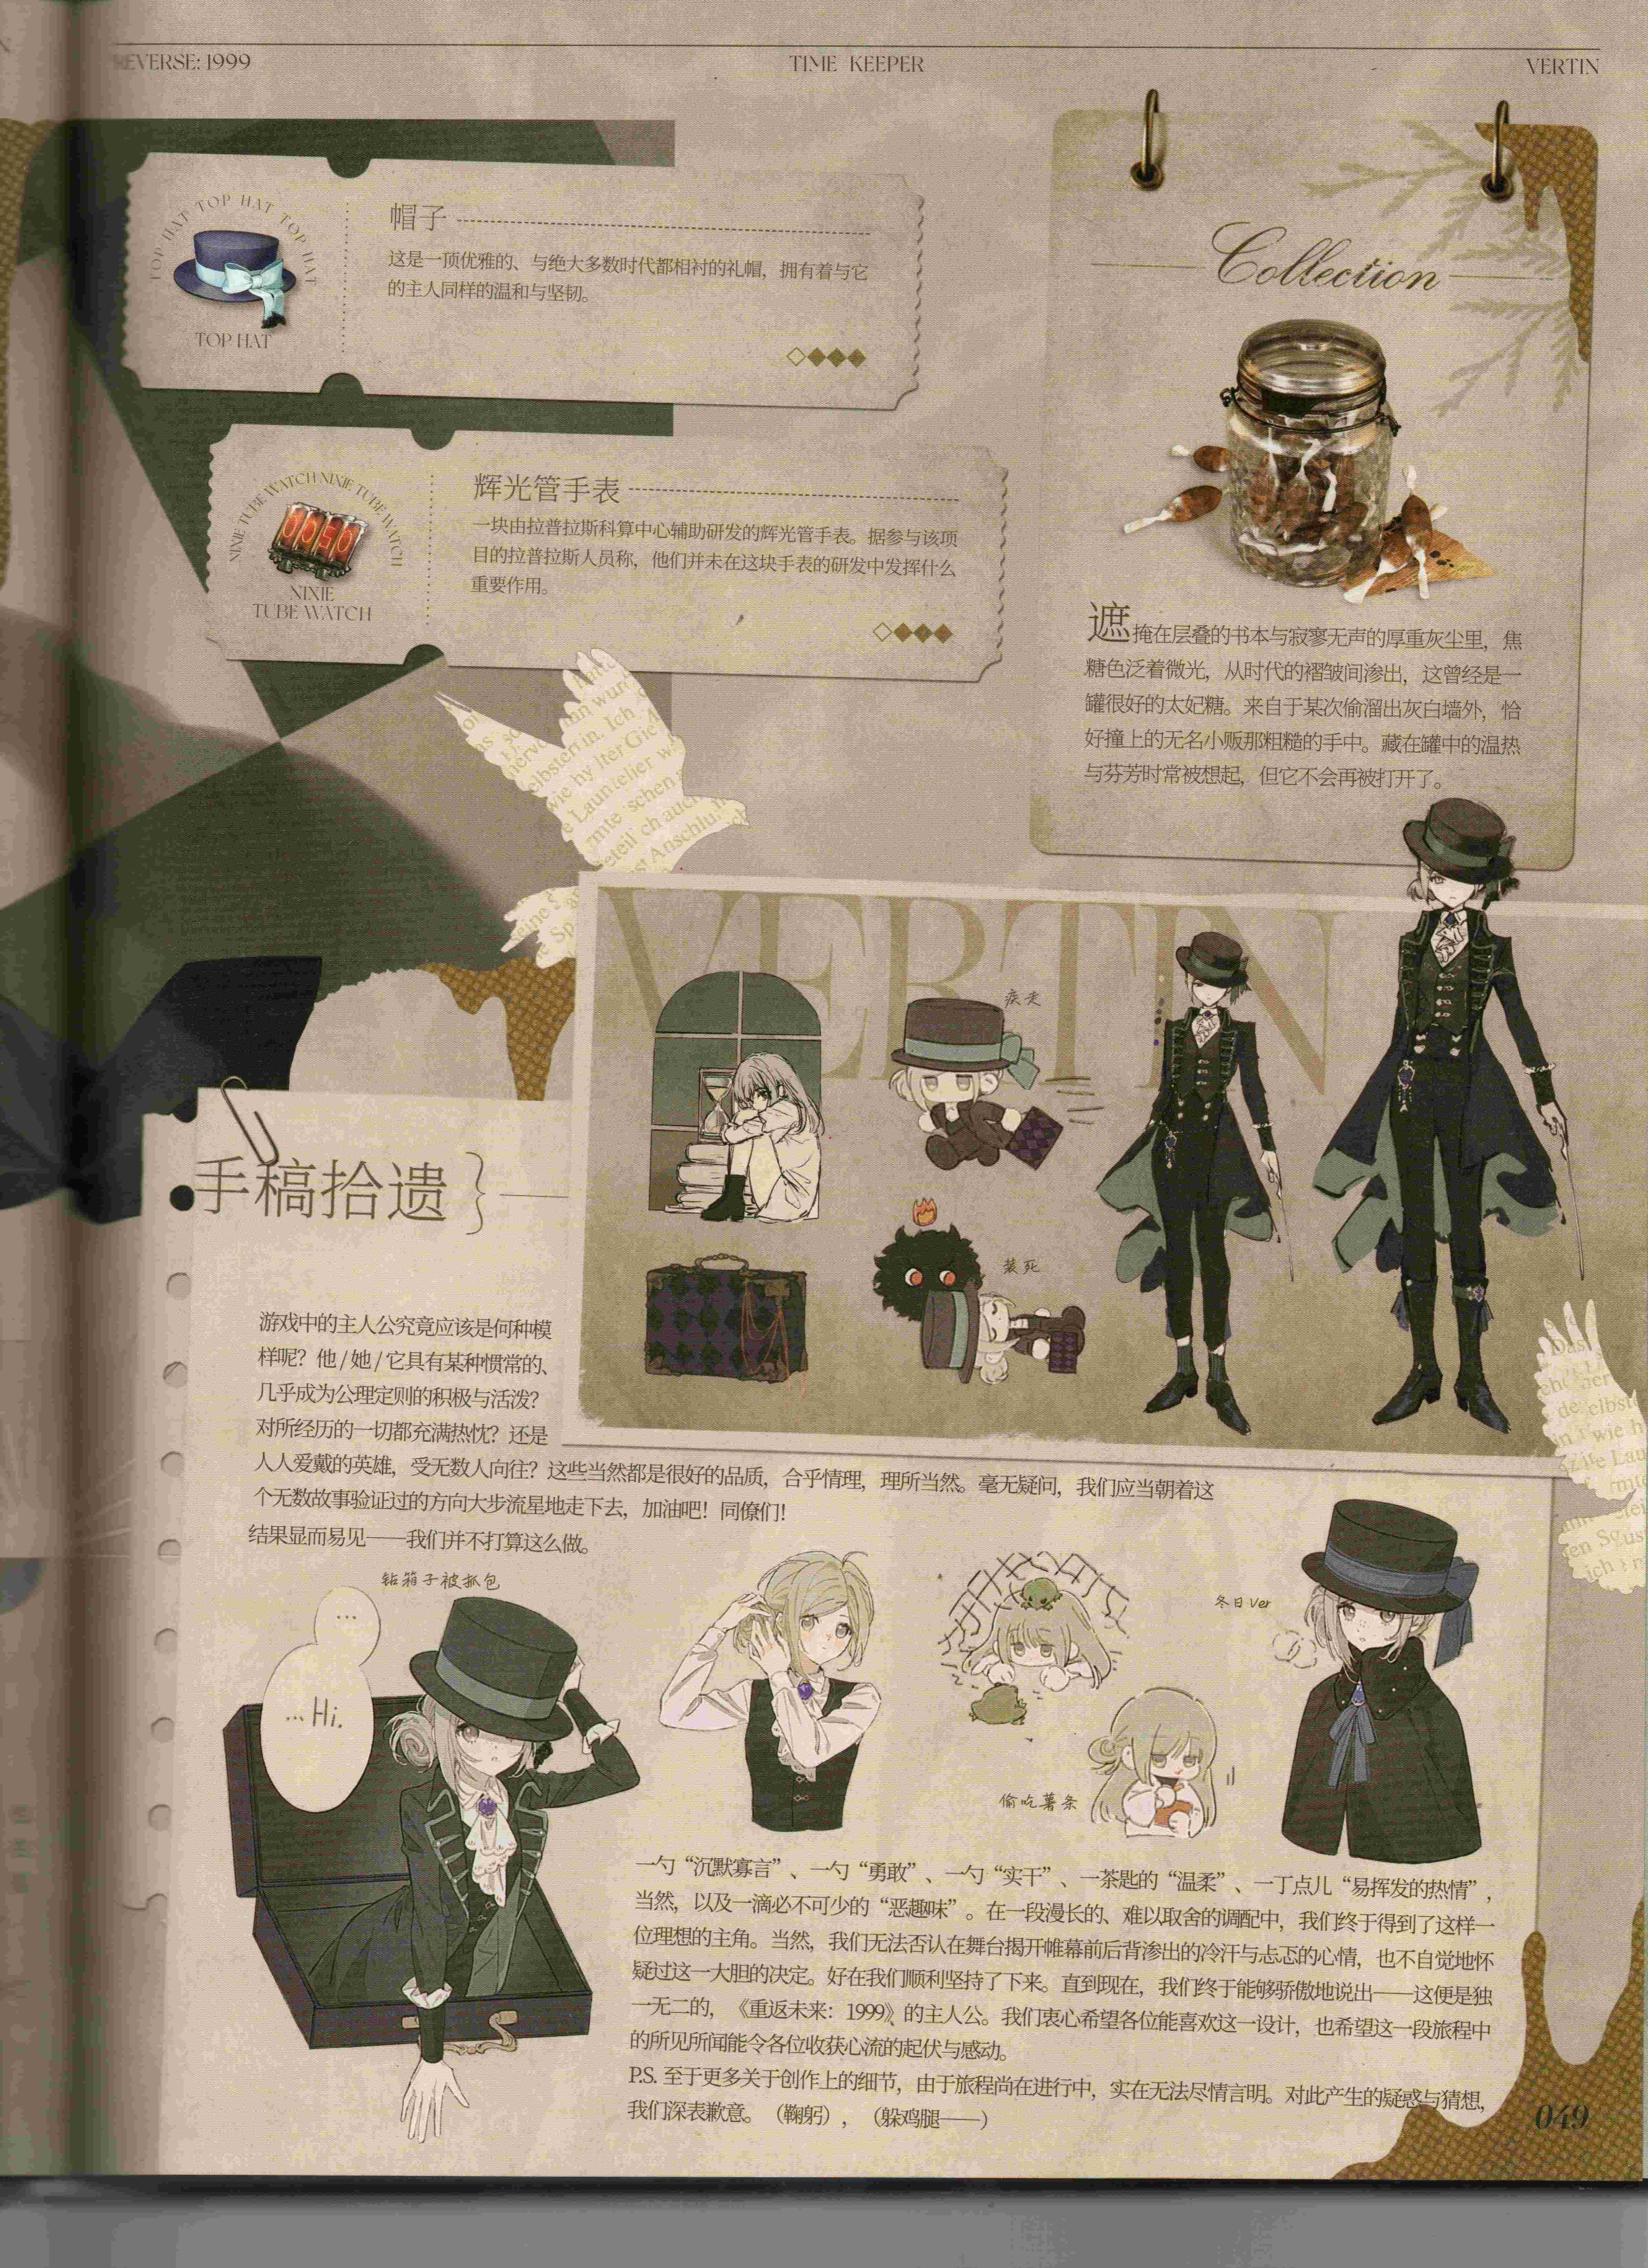 REVERSE: 1999
TIME KEEPER
VERTIN
TOP HAT TOP HAT TOP HAT TOP HAT
TOP HAT
帽子
这是一顶优雅的、与绝大多数时代都相衬的礼帽，拥有着与它
的主人同样的温和与坚韧。
NIXIE TUBE WATCH NIXIE TUBE WATCH
0050
NIXIE
TUBE WATCH
辉光管手表
一块由拉普拉斯科算中心辅助研发的辉光管手表。据参与该项
目的拉普拉斯人员称，他们并未在这块手表的研发中发挥什么
重要作用。
Collection
遮掩在层叠的书本与寂寥无声的厚重灰尘里，焦
糖色泛着微光，从时代的褶皱间渗出，这曾经是一
罐很好的太妃糖。来自于某次偷溜出灰白墙外，恰
好撞上的无名小贩那粗糙的手中。藏在罐中的温热
与芬芳时常被想起，但它不会再被打开了。
VERTIN
疾走
装死
手稿拾遗
游戏中的主人公究竟应该是何种模
样呢？他/她/它具有某种惯常的、
几乎成为公理定则的积极与活泼？
对所经历的一切都充满热忱？还是
人人爱戴的英雄，受无数人向往？这些当然都是很好的品质，合乎情理，理所当然。毫无疑问，我们应当朝着这
个无数故事验证过的方向大步流星地走下去，加油吧！同僚们！
结果显而易见——我们并不打算这么做。
钻箱子被抓包
...
...Hi.
偷吃薯条
冬日Ver
一勺“沉默寡言”、一勺“勇敢”、一勺“实干”、一茶匙的“温柔”、一丁点儿“易挥发的热情”，
当然，以及一滴必不可少的“恶趣味”。在一段漫长的、难以取舍的调配中，我们终于得到了这样一
位理想的主角。当然，我们无法否认在舞台揭开帷幕前后背渗出的冷汗与忐忑的心情，也不自觉地怀
疑过这一大胆的决定。好在我们顺利坚持了下来。直到现在，我们终于能够骄傲地说出——这便是独
一无二的，《重返未来：1999》的主人公。我们衷心希望各位能喜欢这一设计，也希望这一段旅程中
的所见所闻能令各位收获心流的起伏与感动。
P.S. 至于更多关于创作上的细节，由于旅程尚在进行中，实在无法尽情言明。对此产生的疑惑与猜想，
我们深表歉意。（鞠躬），（躲鸡腿——）
049